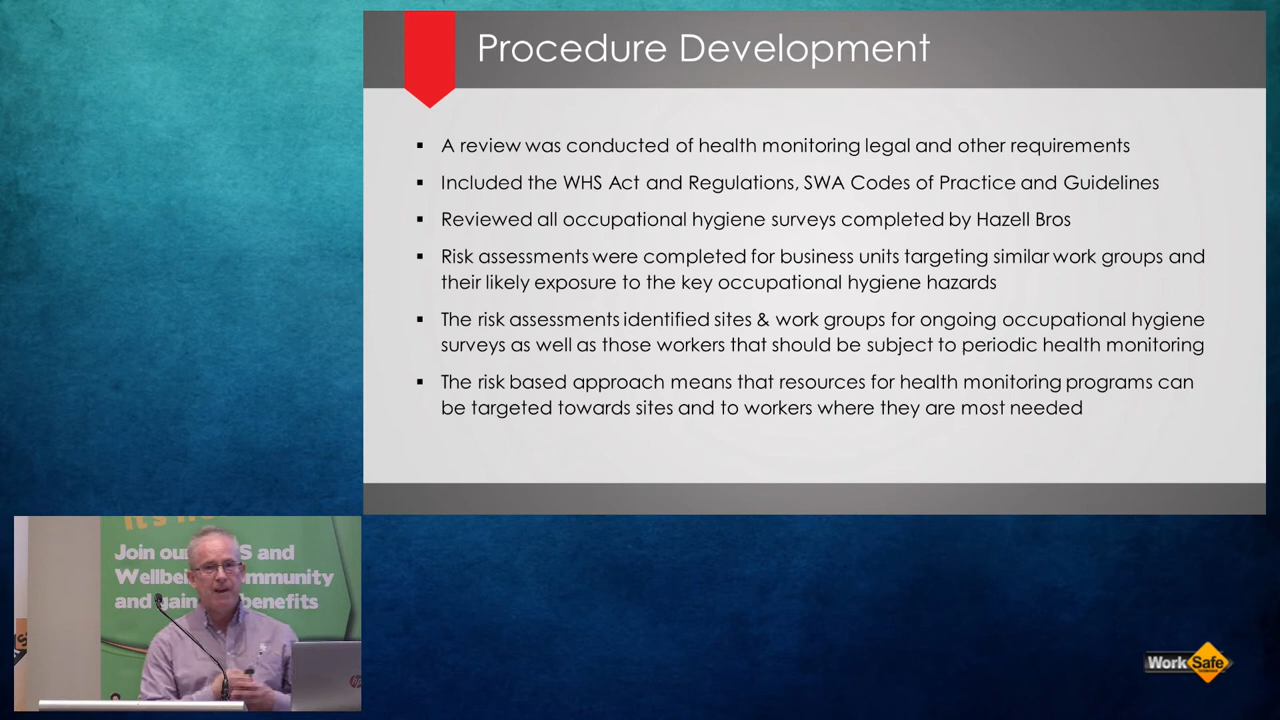 Procedure Development
▪ A review was conducted of health monitoring legal and other requirements
▪ Included the WHS Act and Regulations, SWA Codes of Practice and Guidelines
▪ Reviewed all occupational hygiene surveys completed by Hazell Bros
▪ Risk assessments were completed for business units targeting similar work groups and
their likely exposure to the key occupational hygiene hazards
▪ The risk assessments identified sites & work groups for ongoing occupational hygiene
surveys as well as those workers that should be subject to periodic health monitoring
▪ The risk based approach means that resources for health monitoring programs can
be targeted towards sites and to workers where they are most needed
It's
Join ou S and
Wellbei mmunity
and gain benefits
hp
WorkSafe